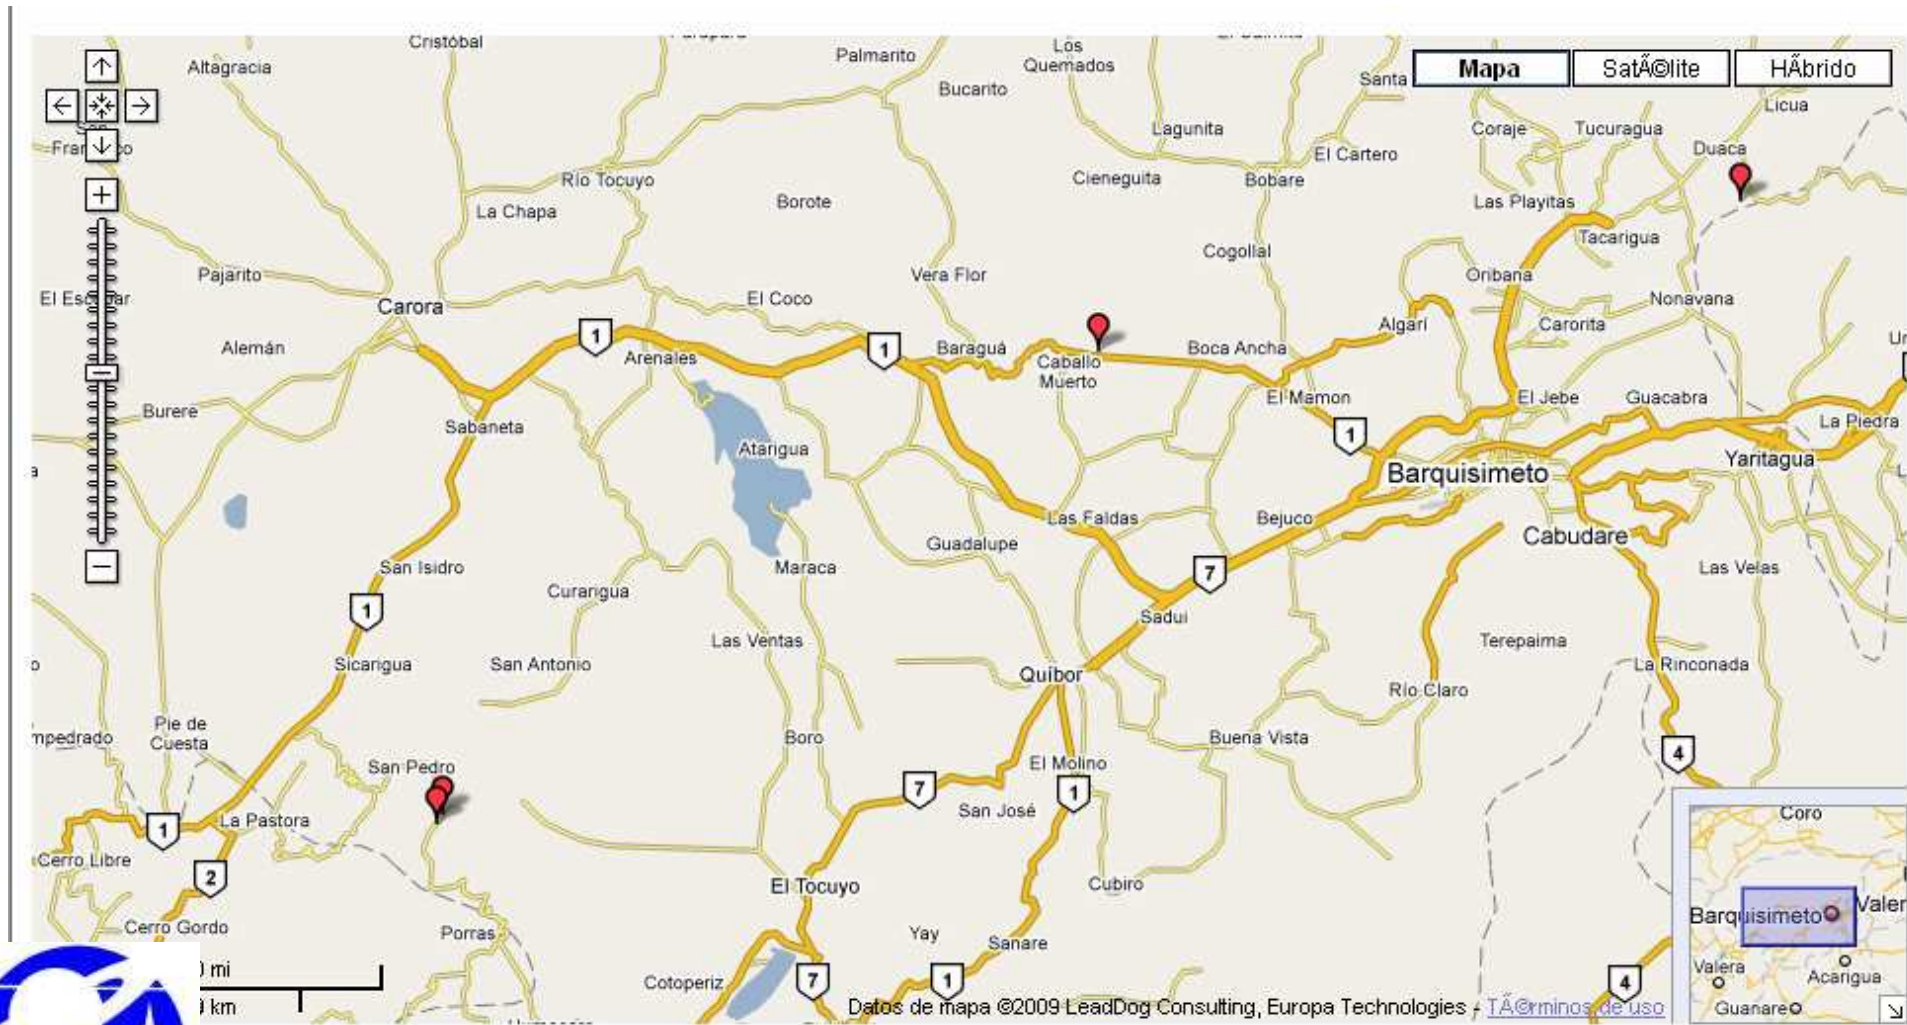 Cristóbal
Altagracia
Palmarito
Los
Quemados
Bucarito
Santa
Mapa
SatÃ©lite
HÃbrido
Licua
Lagunita
Coraje
Tucuragua
Duaca
El Cartero
Río Tocuyo
Cieneguita
Bobare
La Chapa
Borote
Las Playitas
Tacarigua
Cogollal
Pajarito
Vera Flor
Oribana
Carora
El Coco
Nonavana
Algarí
Carorita
Alemán
Arenales
1
1
Baraguá
Caballo
Muerto
Boca Ancha
El Mamon
El Jebe
Guacabra
La Piedra
Burere
Sabaneta
Atarigua
1
Barquisimeto
Yaritagua
Las Faldas
Bejuco
Cabudare
Guadalupe
San Isidro
Maraca
7
Las Velas
Curarigua
1
Sadui
Las Ventas
Terepaima
Sicarigua
San Antonio
Quíbor
Río Claro
La Rinconada
Pie de
Cuesta
mpedrado
Boro
Buena Vista
4
San Pedro
El Molino
7
San José
1
1
La Pastora
Cerro Libre
2
El Tocuyo
Cubiro
Cerro Gordo
Porras
Yay
Sanare
Cotoperiz
7
1
4
mi
km
Coro
Barquisimeto
Valer
Valera
Acarigua
Guanare
Datos de mapa ©2009 LeadDog Consulting, Europa Technologies - TÃ©rminos de uso